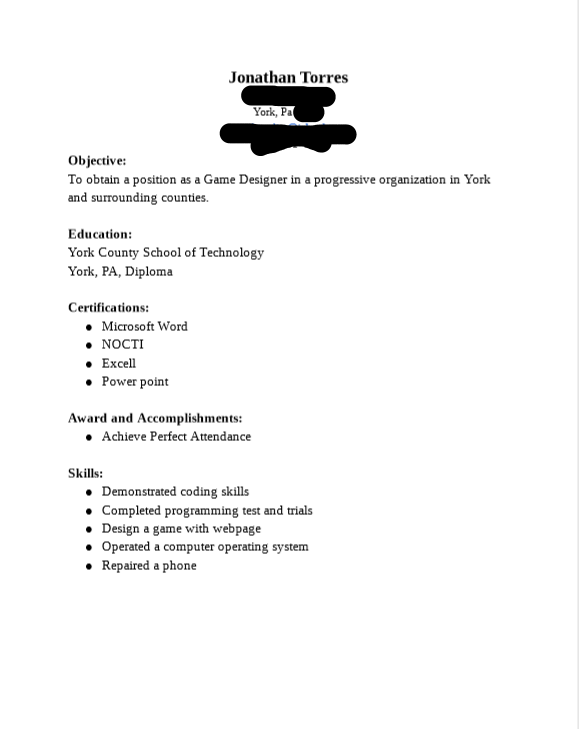 Jonathan Torres
York, Pa
Objective:
To obtain a position as a Game Designer in a progressive organization in York
and surrounding counties.
Education:
York County School of Technology
York, PA, Diploma
Certifications:
● Microsoft Word
● NOCTI
● Excell
● Power point
Award and Accomplishments:
● Achieve Perfect Attendance
Skills:
● Demonstrated coding skills
● Completed programming test and trials
● Design a game with webpage
● Operated a computer operating system
● Repaired a phone